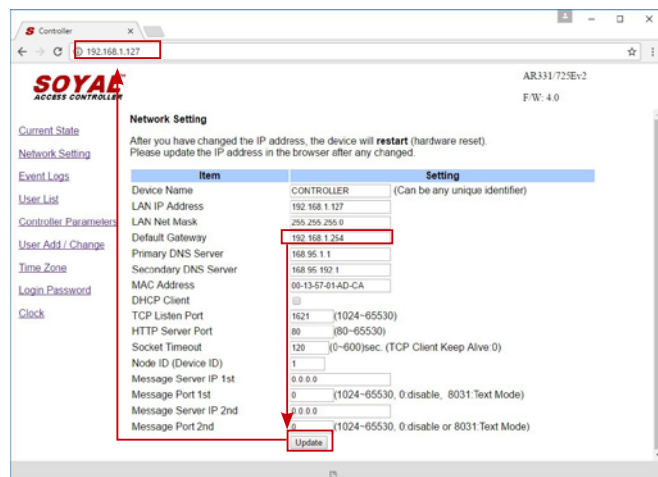 Controller
192.168.1.127
SOYAL™
ACCESS CONTROLLER
AR331/725Ev2
F/W: 4.0
Current State
Network Setting
Event Logs
User List
Controller Parameters
User Add / Change
Time Zone
Login Password
Clock
Network Setting
After you have changed the IP address, the device will restart (hardware reset).
Please update the IP address in the browser after any changed.
Item Setting
Device Name CONTROLLER (Can be any unique identifier)
LAN IP Address 192.168.1.127
LAN Net Mask 255.255.255.0
Default Gateway 192.168.1.254
Primary DNS Server 168.95.1.1
Secondary DNS Server 168.95.192.1
MAC Address 00-13-57-01-AD-CA
DHCP Client
TCP Listen Port 1621 (1024~65530)
HTTP Server Port 80 (80~65530)
Socket Timeout 120 (0~600)sec. (TCP Client Keep Alive:0)
Node ID (Device ID) 1
Message Server IP 1st 0.0.0.0
Message Port 1st 0 (1024~65530, 0:disable, 8031:Text Mode)
Message Server IP 2nd 0.0.0.0
Message Port 2nd 0 (1024~65530, 0:disable or 8031:Text Mode)
Update